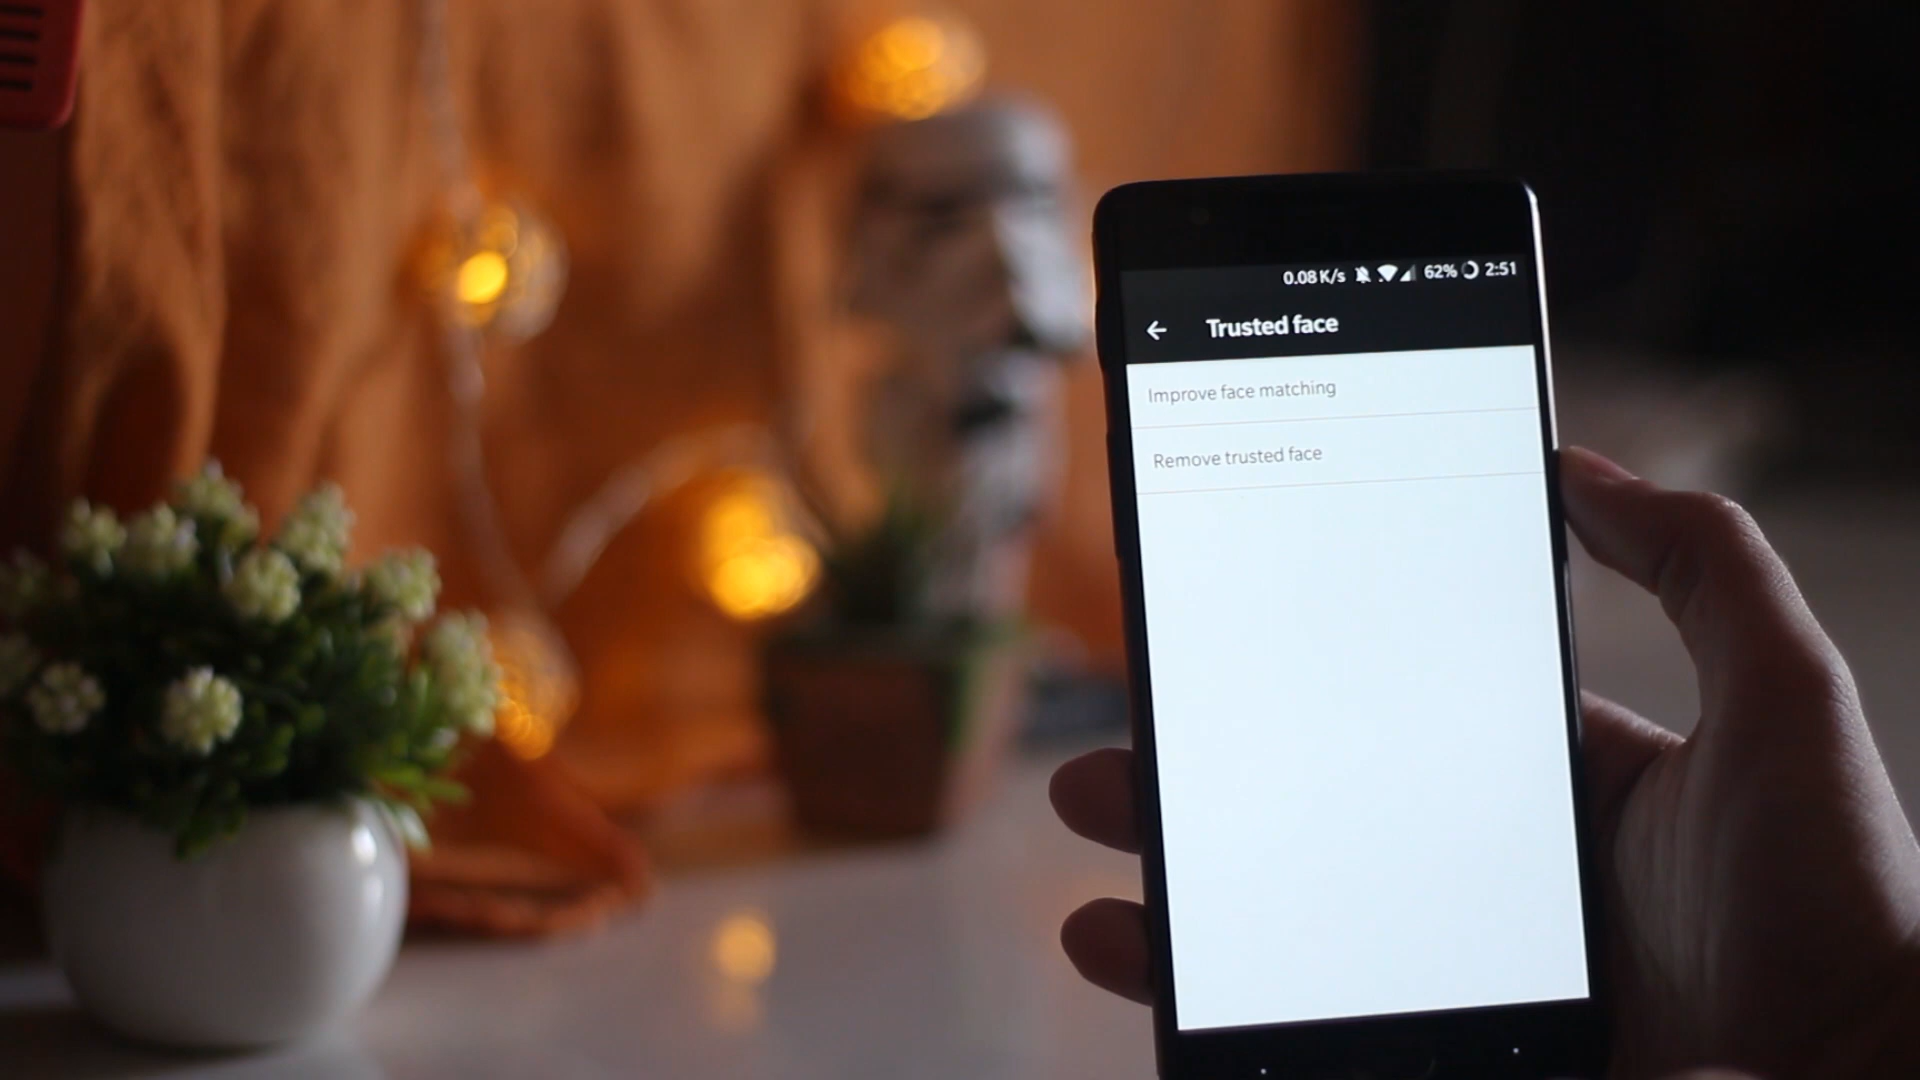 0.08 K/s 62% 2:51
Trusted face
Improve face matching
Remove trusted face